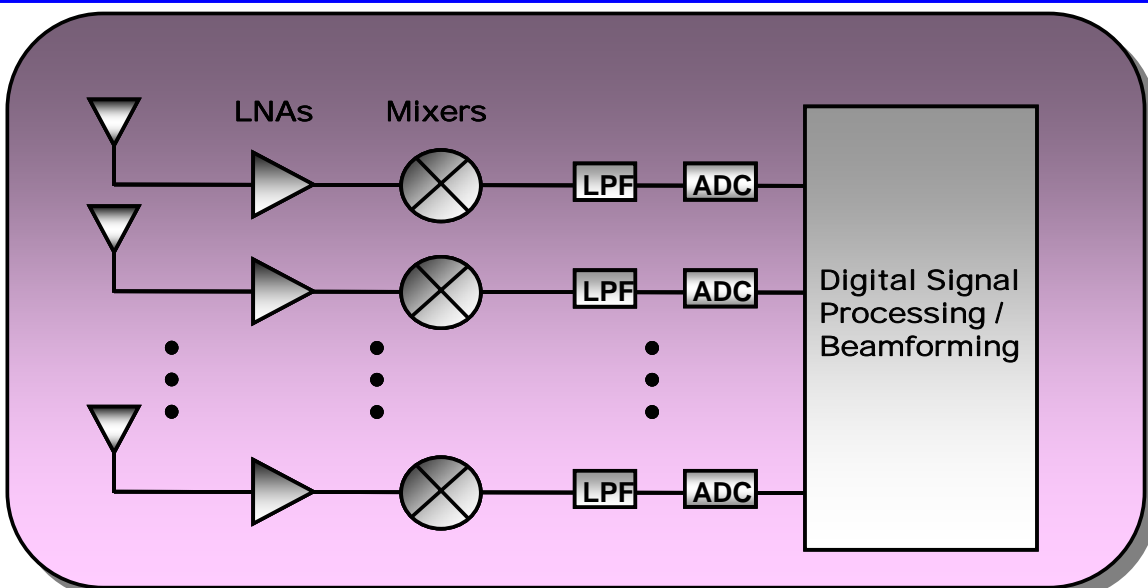 LNAs
Mixers
LPF
ADC
LPF
ADC
Digital Signal
Processing /
Beamforming
LPF
ADC